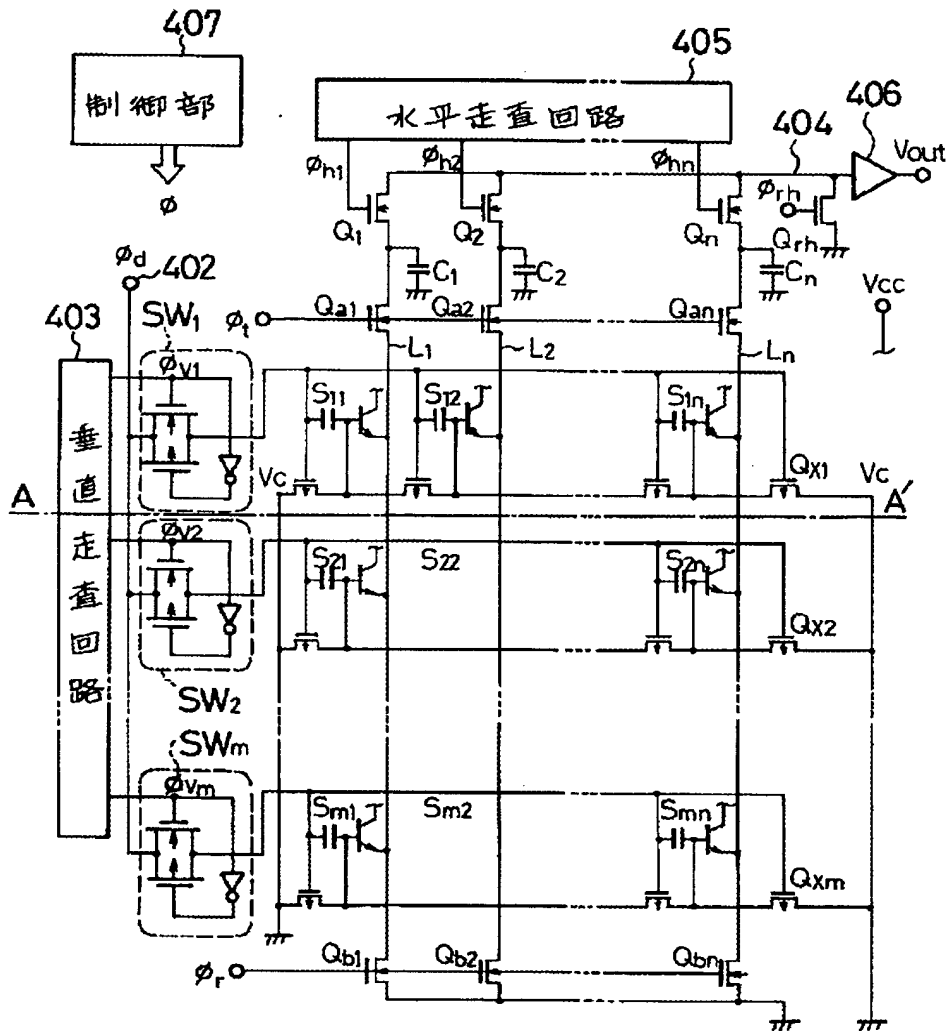 407
制御部
φ
405
水平走査回路
φh1
φh2
φhn
404
406
Vout
φrh
Qrh
Q1
Q2
Qn
C1
C2
Cn
Vcc
φd
402
403
SW1
φt
Qa1
Qa2
Qan
L1
L2
Ln
φV1
S11
S12
S1n
Vc
QX1
Vc
A
A′
垂直走査回路
φV2
S21
S22
S2n
QX2
SW2
SWm
φVm
Sm1
Sm2
Smn
QXm
φr
Qb1
Qb2
Qbn